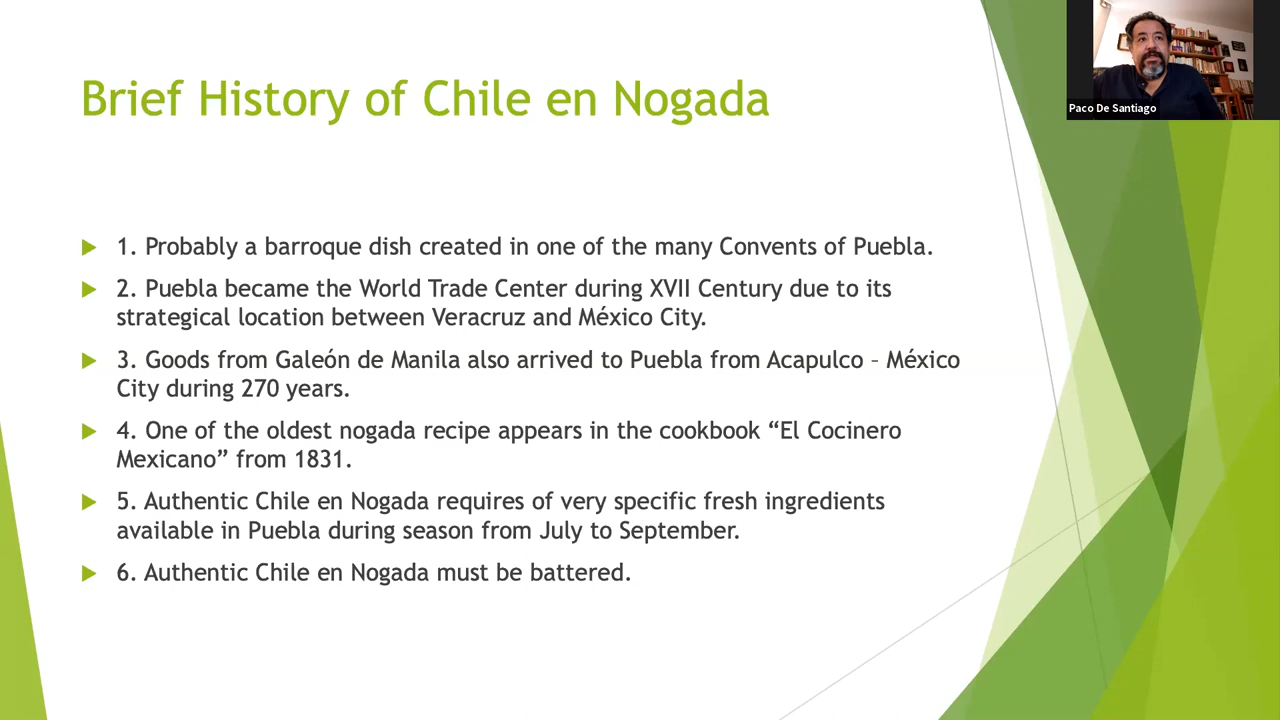 Brief History of Chile en Nogada
Paco De Santiago
1. Probably a barroque dish created in one of the many Convents of Puebla.
2. Puebla became the World Trade Center during XVII Century due to its
strategical location between Veracruz and México City.
3. Goods from Galeón de Manila also arrived to Puebla from Acapulco – México
City during 270 years.
4. One of the oldest nogada recipe appears in the cookbook “El Cocinero
Mexicano” from 1831.
5. Authentic Chile en Nogada requires of very specific fresh ingredients
available in Puebla during season from July to September.
6. Authentic Chile en Nogada must be battered.